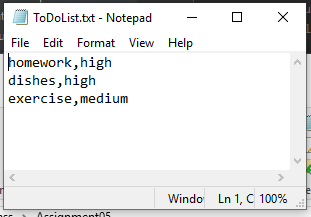 ToDoList.txt - Notepad
File Edit Format View Help
homework,high
dishes,high
exercise,medium
Ln 1, C 100%
Assignment05